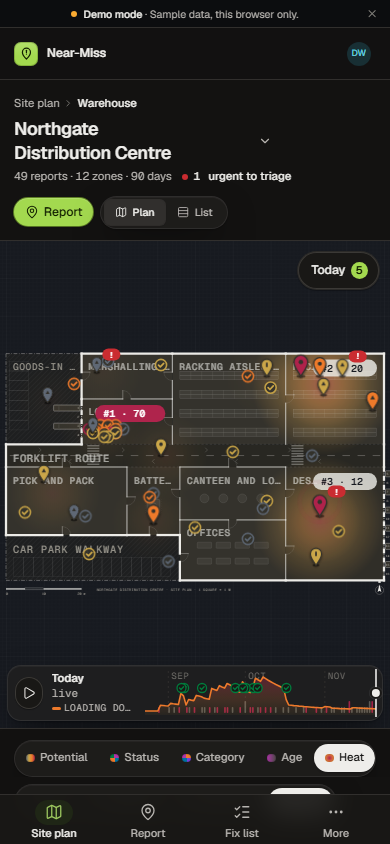 Demo mode · Sample data, this browser only.
Near-Miss
DW
Site plan > Warehouse
Northgate
Distribution Centre
49 reports · 12 zones · 90 days 1 urgent to triage
Report
Plan
List
Today 5
GOODS-IN …
RACKING AISLE…
20
#1 · 70
FORKLIFT ROUTE
PICK AND PACK
BATTE…
CANTEEN AND LO…
#3 · 12
OFFICES
CAR PARK WALKWAY
Today
live
LOADING DO…
SEP
OCT
NOV
Potential
Status
Category
Age
Heat
Site plan
Report
Fix list
More